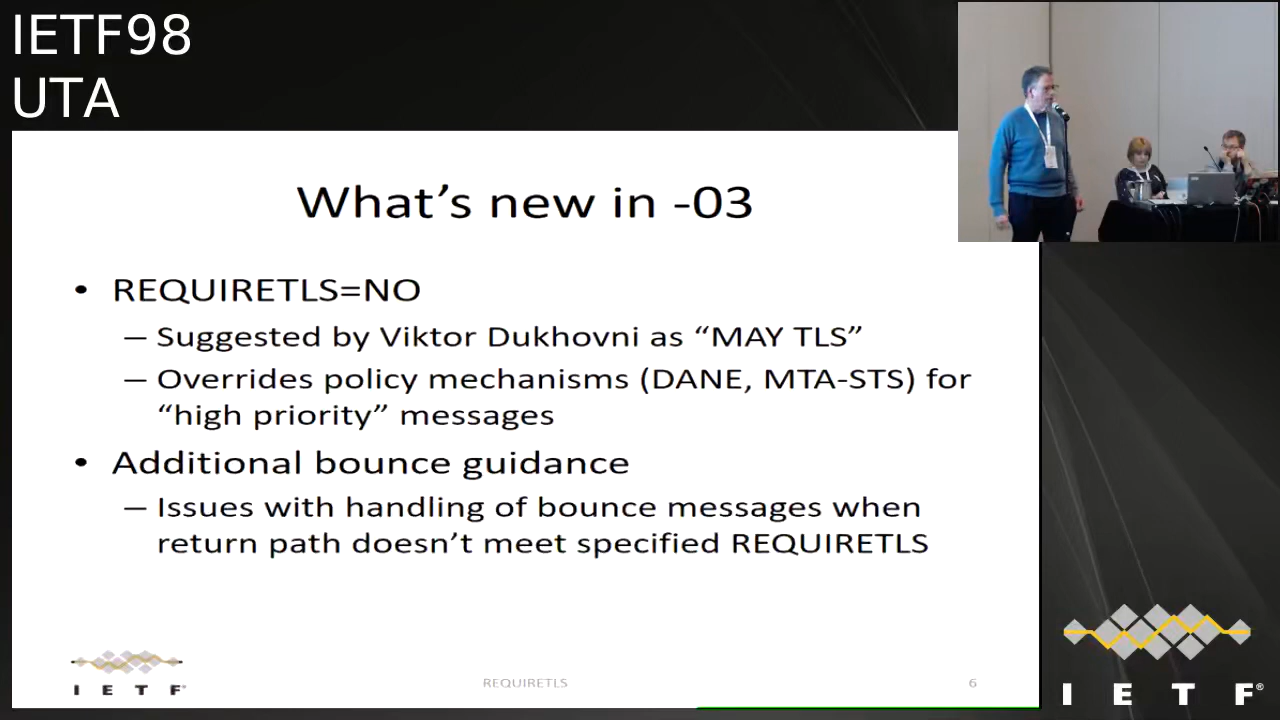 IETF98
UTA
What’s new in -03
• REQUIRETLS=NO
– Suggested by Viktor Dukhovni as “MAY TLS”
– Overrides policy mechanisms (DANE, MTA-STS) for
“high priority” messages
• Additional bounce guidance
– Issues with handling of bounce messages when
return path doesn’t meet specified REQUIRETLS
I E T F®
REQUIRETLS
6
I E T F®